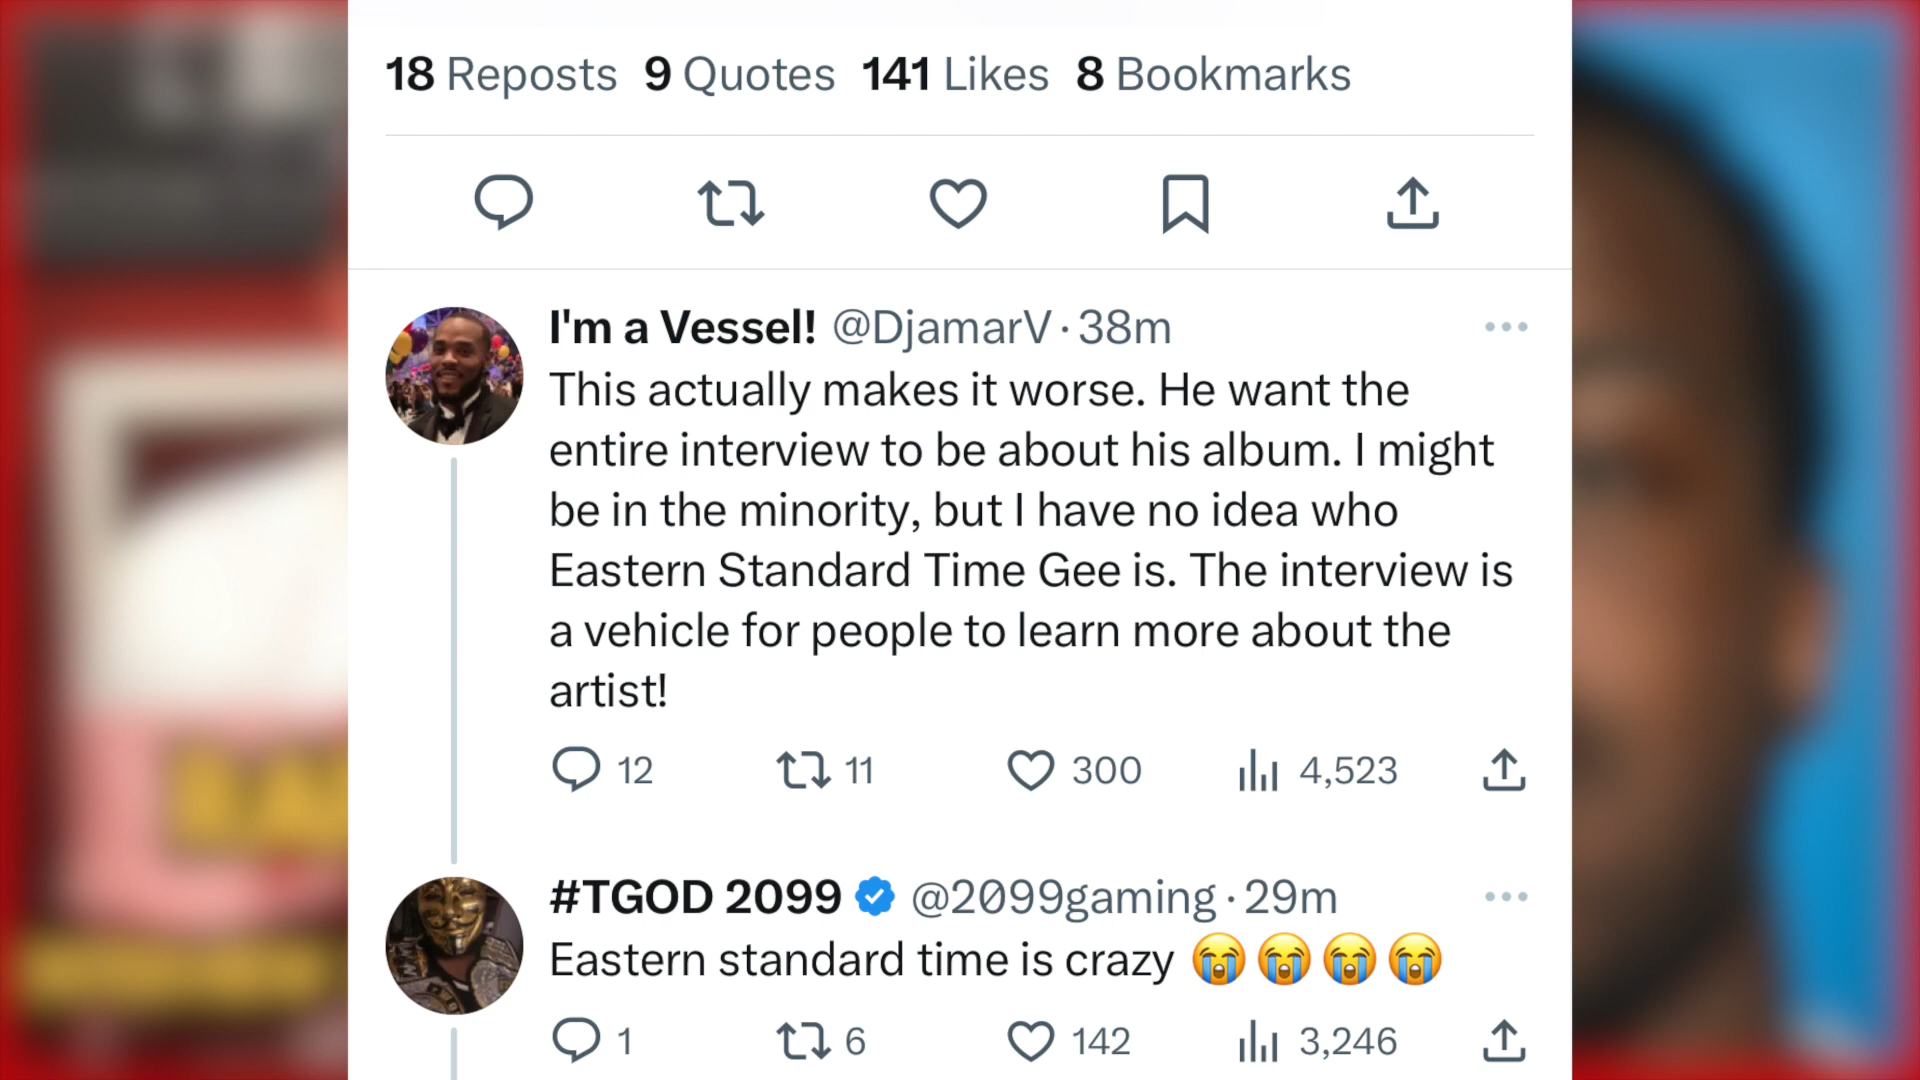 18 Reposts 9 Quotes 141 Likes 8 Bookmarks
I'm a Vessel! @DjamarV · 38m
This actually makes it worse. He want the
entire interview to be about his album. I might
be in the minority, but I have no idea who
Eastern Standard Time Gee is. The interview is
a vehicle for people to learn more about the
artist!
12 11 300 4,523
#TGOD 2099 @2099gaming · 29m
Eastern standard time is crazy 😭😭😭😭
1 6 142 3,246